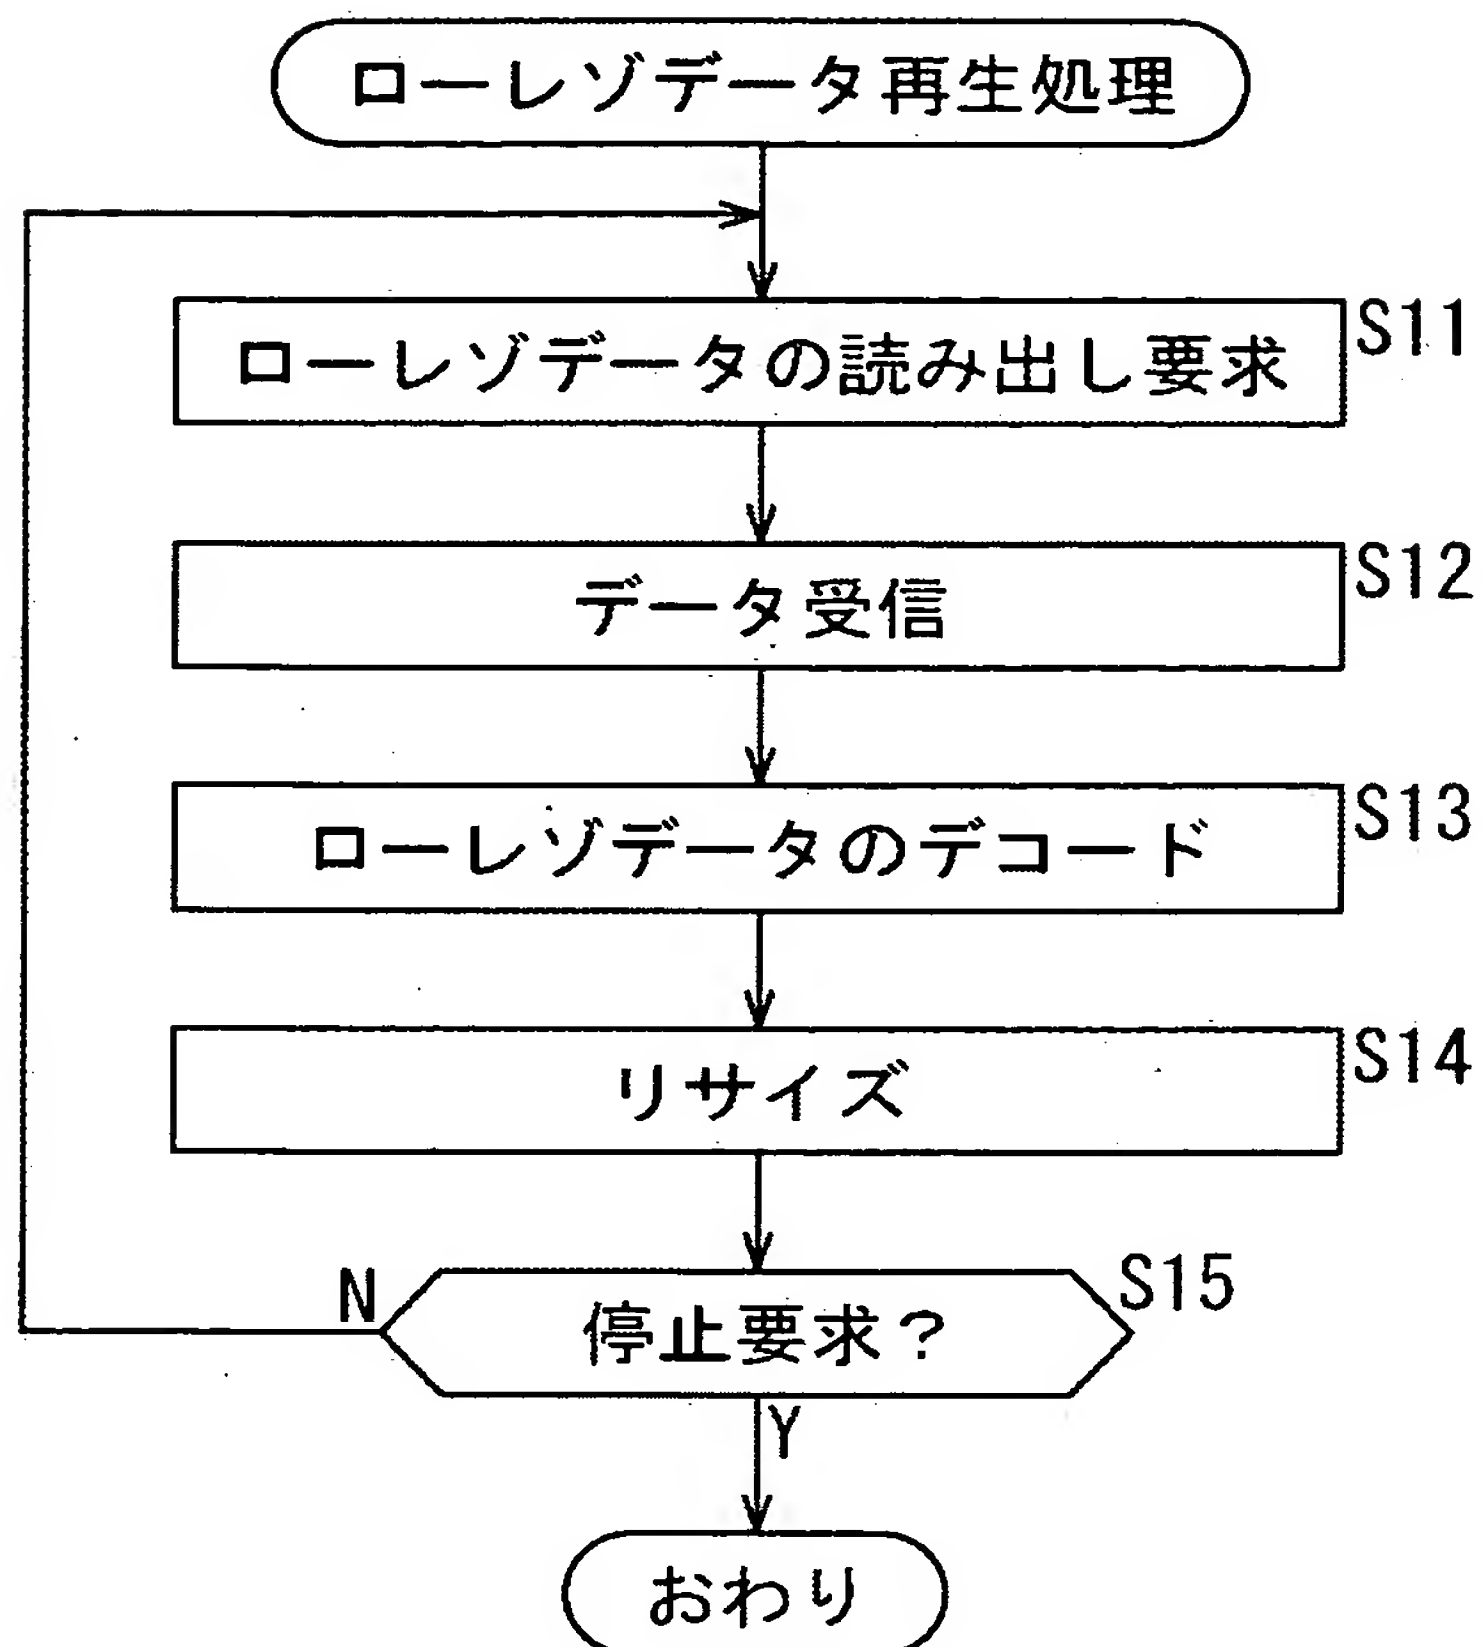 ローレゾデータ再生処理
ローレゾデータの読み出し要求
S11
データ受信
S12
ローレゾデータのデコード
S13
リサイズ
S14
N
停止要求？
S15
Y
おわり